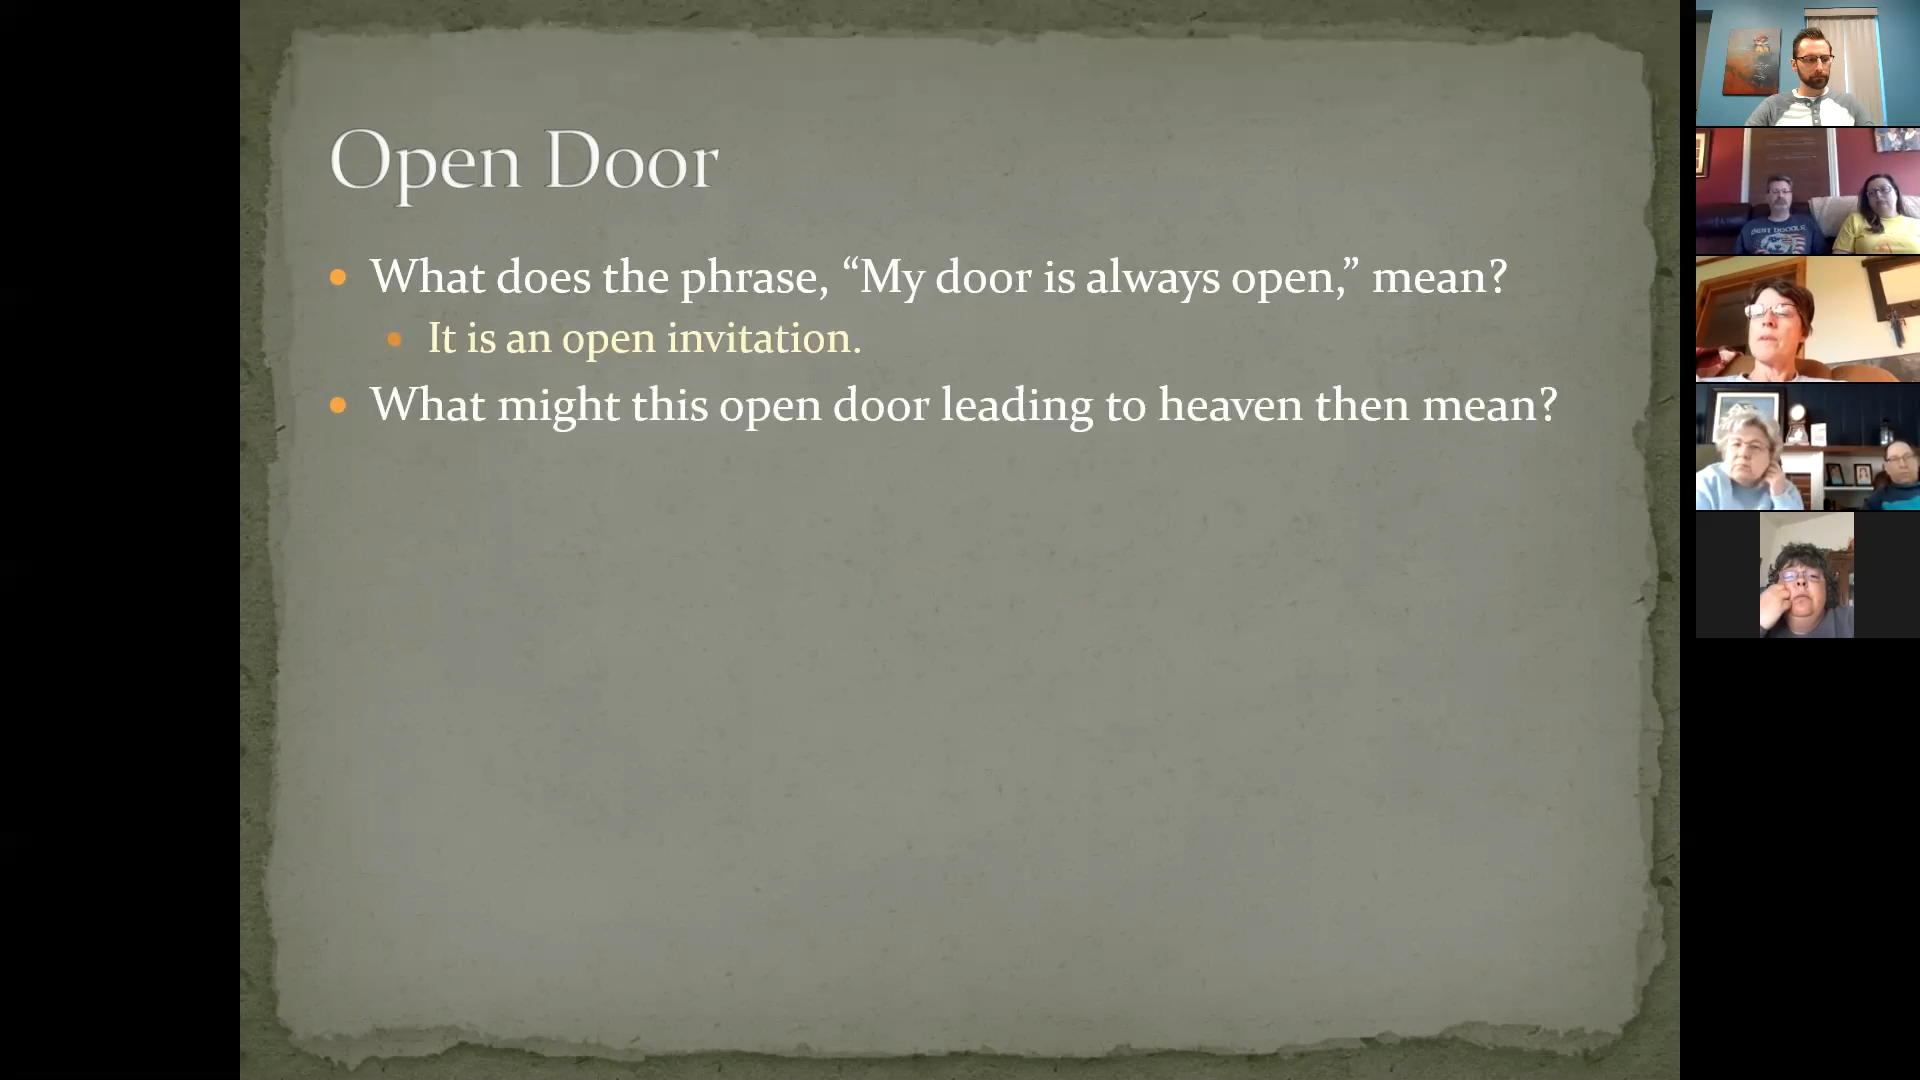 Open Door
What does the phrase, “My door is always open,” mean?
It is an open invitation.
What might this open door leading to heaven then mean?